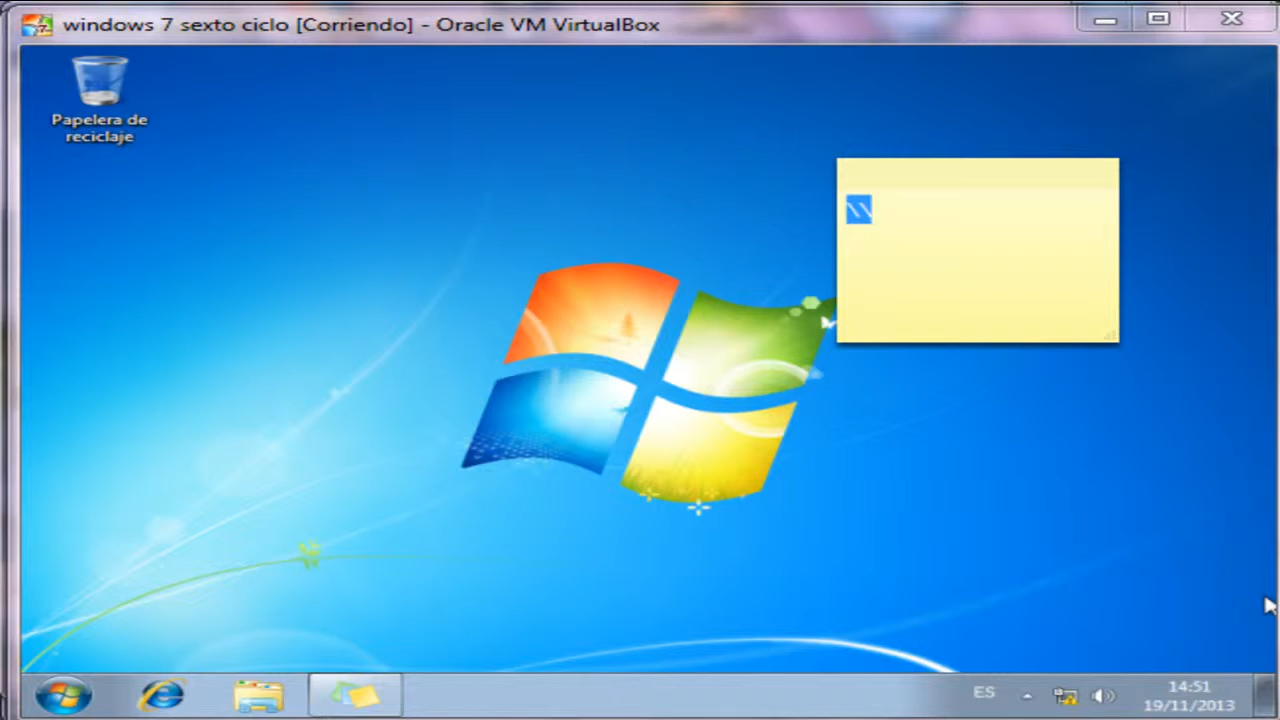 windows 7 sexto ciclo [Corriendo] - Oracle VM VirtualBox
Papelera de
reciclaje
\\
ES
14:51
19/11/2013